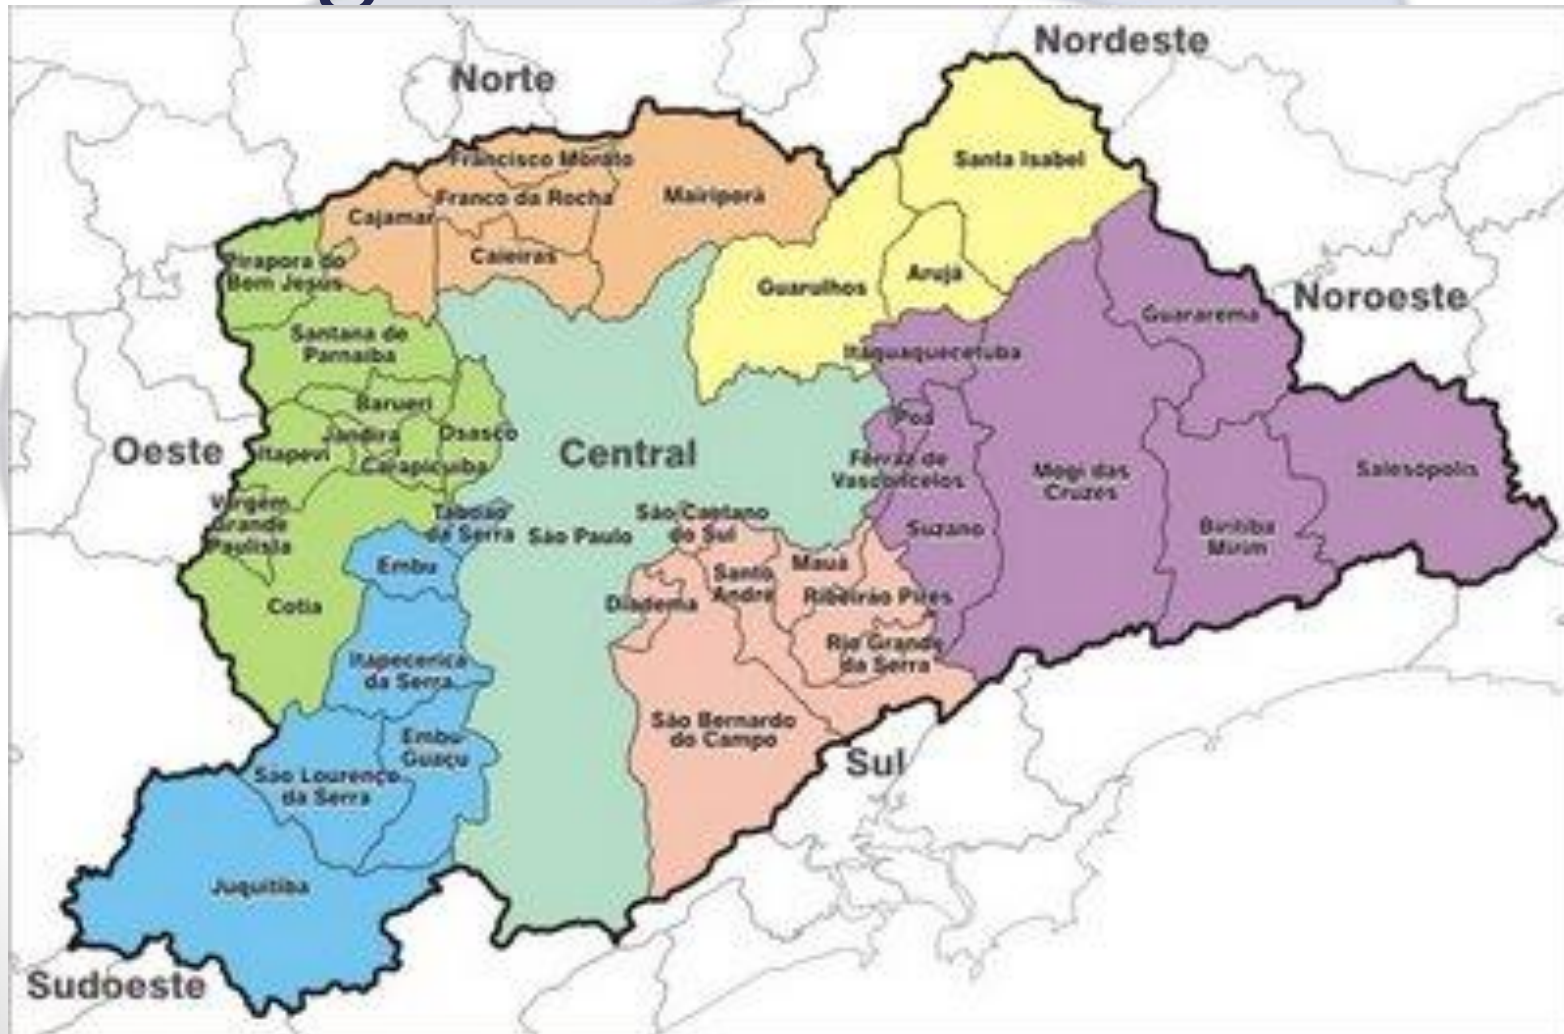 Nordeste
Norte
Francisco Morato
Santa Isabel
Franco da Rocha
Mairiporã
Cajamar
Caieiras
Pirapora do
Bom Jesus
Guarulhos
Arujá
Noroeste
Guararema
Santana de
Parnaíba
Itaquaquecetuba
Barueri
Poá
Jandira
Osasco
Oeste
Itapevi
Central
Carapicuíba
Ferraz de
Vasconcelos
Mogi das
Cruzes
Salesópolis
Vargem
Grande
Paulista
Taboão
da Serra
São Paulo
São Caetano
do Sul
Suzano
Biritiba
Mirim
Embu
Santo
André
Mauá
Cotia
Diadema
Ribeirão Pires
Rio Grande
da Serra
Itapecerica
da Serra
São Bernardo
do Campo
Embu-
Guaçu
Sul
São Lourenço
da Serra
Juquitiba
Sudoeste